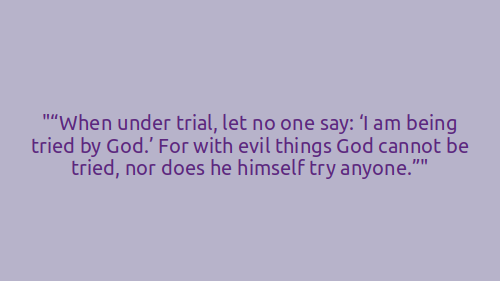 "“When under trial, let no one say: ‘I am being
tried by God.’ For with evil things God cannot be
tried, nor does he himself try anyone.”"